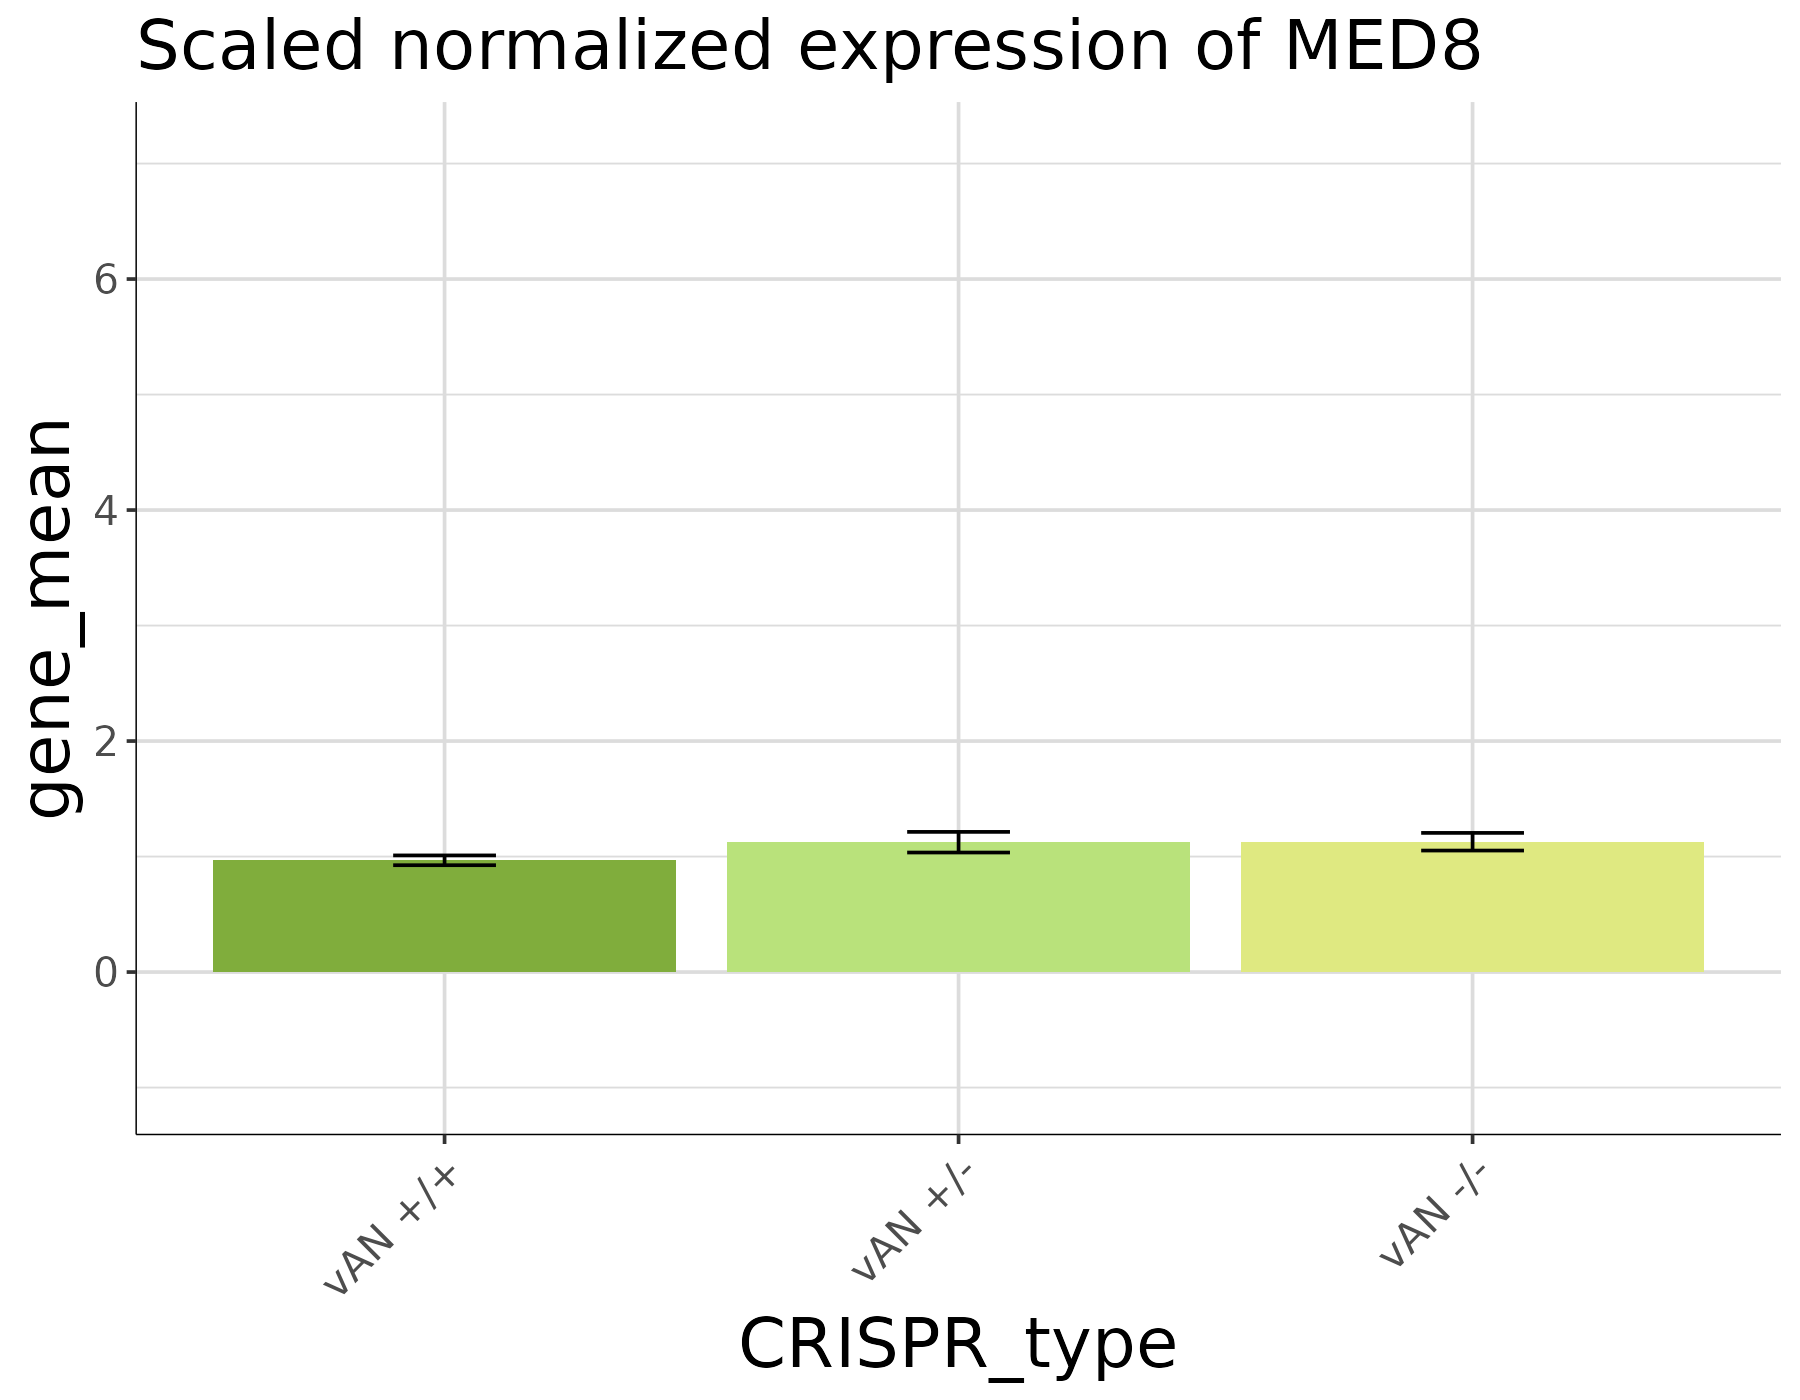 Scaled normalized expression of MED8
gene_mean
6
4
2
0
vAN +/+
vAN +/-
vAN -/-
CRISPR_type